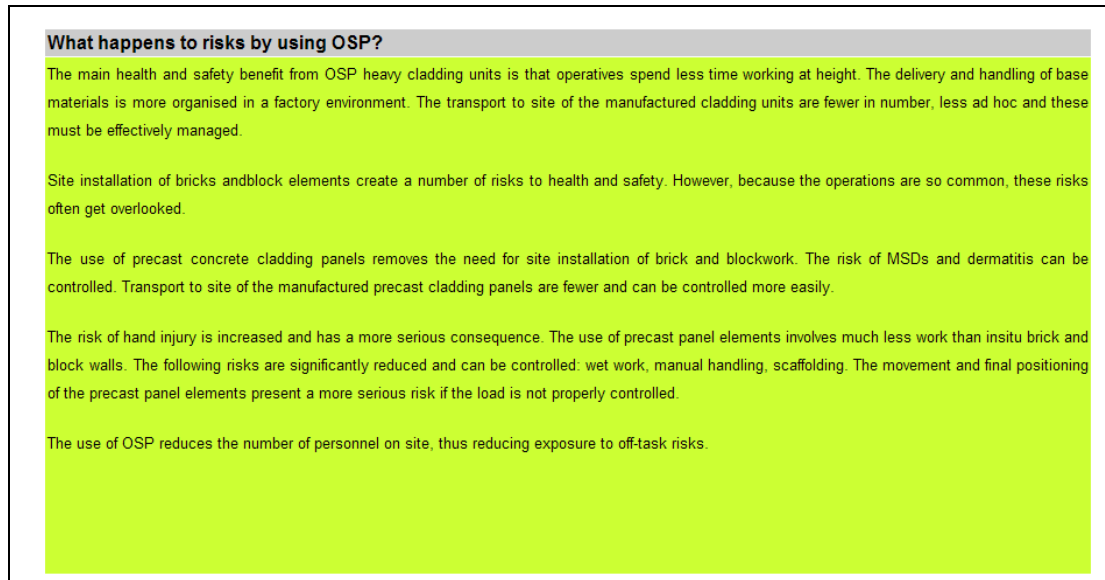 What happens to risks by using OSP?
The main health and safety benefit from OSP heavy cladding units is that operatives spend less time working at height. The delivery and handling of base
materials is more organised in a factory environment. The transport to site of the manufactured cladding units are fewer in number, less ad hoc and these
must be effectively managed.
Site installation of bricks andblock elements create a number of risks to health and safety. However, because the operations are so common, these risks
often get overlooked.
The use of precast concrete cladding panels removes the need for site installation of brick and blockwork. The risk of MSDs and dermatitis can be
controlled. Transport to site of the manufactured precast cladding panels are fewer and can be controlled more easily.
The risk of hand injury is increased and has a more serious consequence. The use of precast panel elements involves much less work than insitu brick and
block walls. The following risks are significantly reduced and can be controlled: wet work, manual handling, scaffolding. The movement and final positioning
of the precast panel elements present a more serious risk if the load is not properly controlled.
The use of OSP reduces the number of personnel on site, thus reducing exposure to off-task risks.